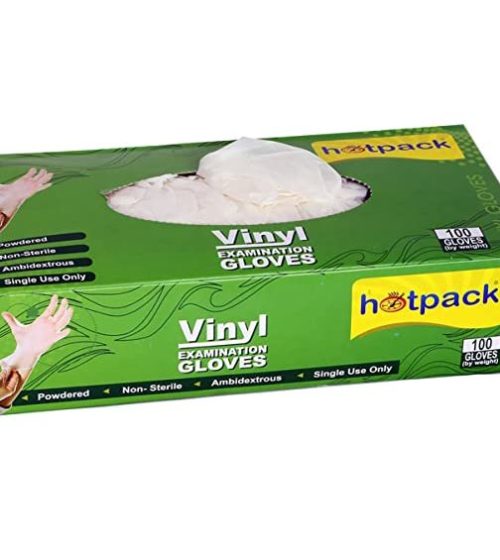 hotpack
GLOVES
Vinyl
EXAMINATION
GLOVES
100
GLOVES
(by weight)
Powdered
Non-Sterile
Ambidextrous
Single Use Only
hotpack
Vinyl
EXAMINATION
GLOVES
100
GLOVES
(by weight)
Powdered
Non- Sterile
Ambidextrous
Single Use Only